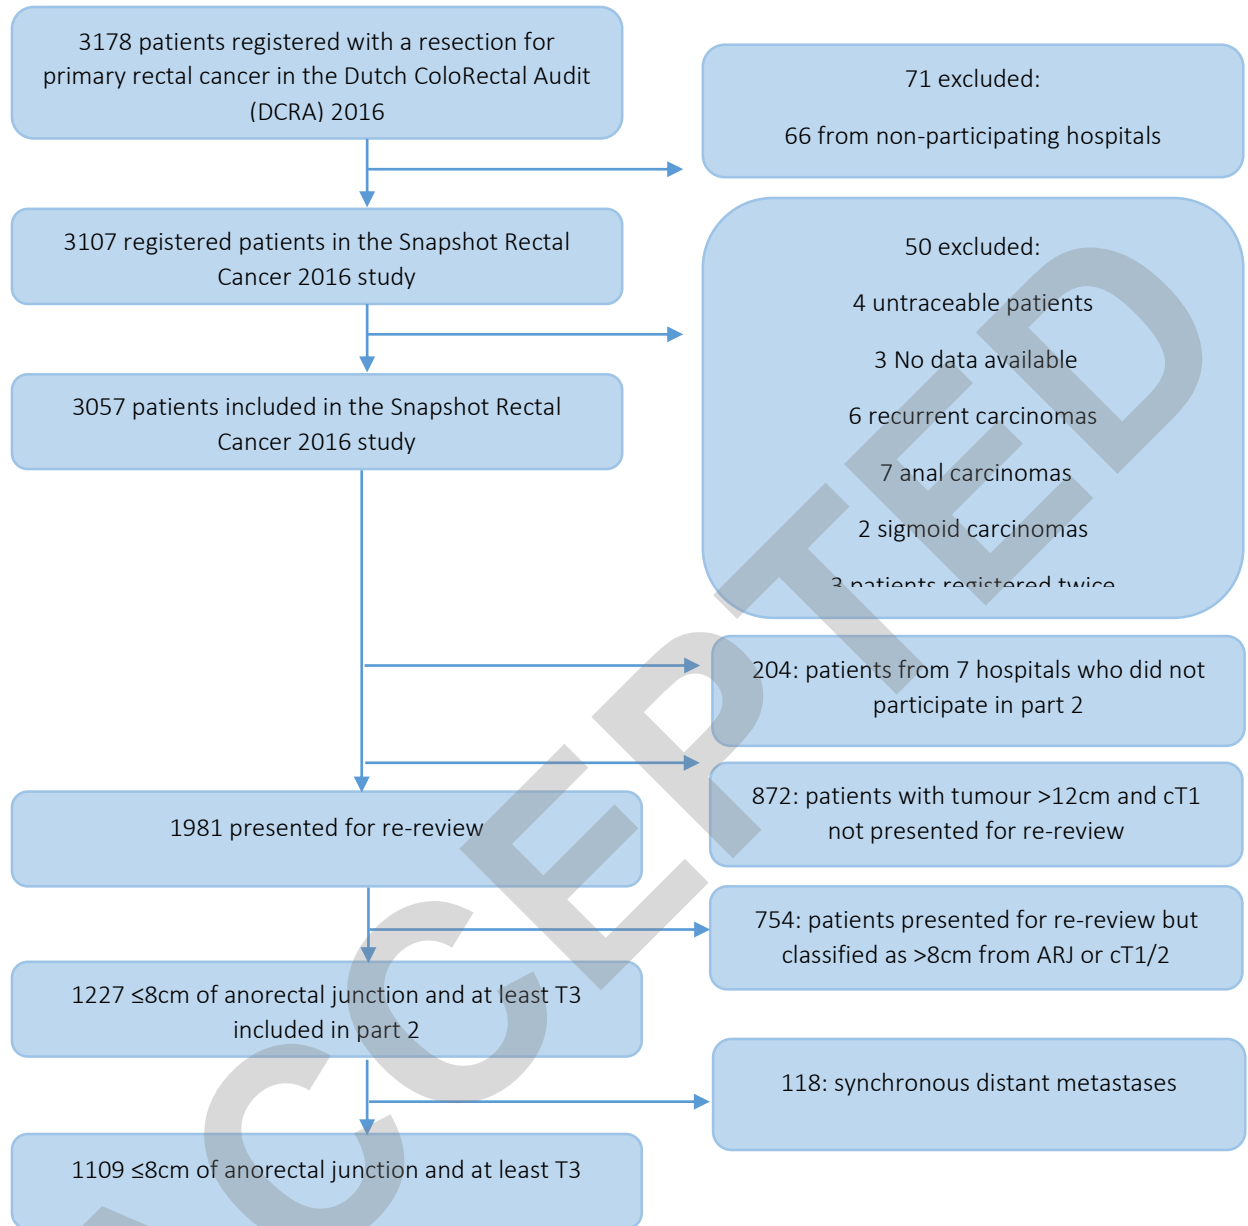 3178 patients registered with a resection for
primary rectal cancer in the Dutch ColoRectal Audit
(DCRA) 2016
71 excluded:
66 from non-participating hospitals
3107 registered patients in the Snapshot Rectal
Cancer 2016 study
50 excluded:
4 untraceable patients
3 No data available
6 recurrent carcinomas
7 anal carcinomas
2 sigmoid carcinomas
3 patients registered twice
3057 patients included in the Snapshot Rectal
Cancer 2016 study
204: patients from 7 hospitals who did not
participate in part 2
872: patients with tumour >12cm and cT1
not presented for re-review
1981 presented for re-review
754: patients presented for re-review but
classified as >8cm from ARJ or cT1/2
1227 ≤8cm of anorectal junction and at least T3
included in part 2
118: synchronous distant metastases
1109 ≤8cm of anorectal junction and at least T3
ACCEPTED